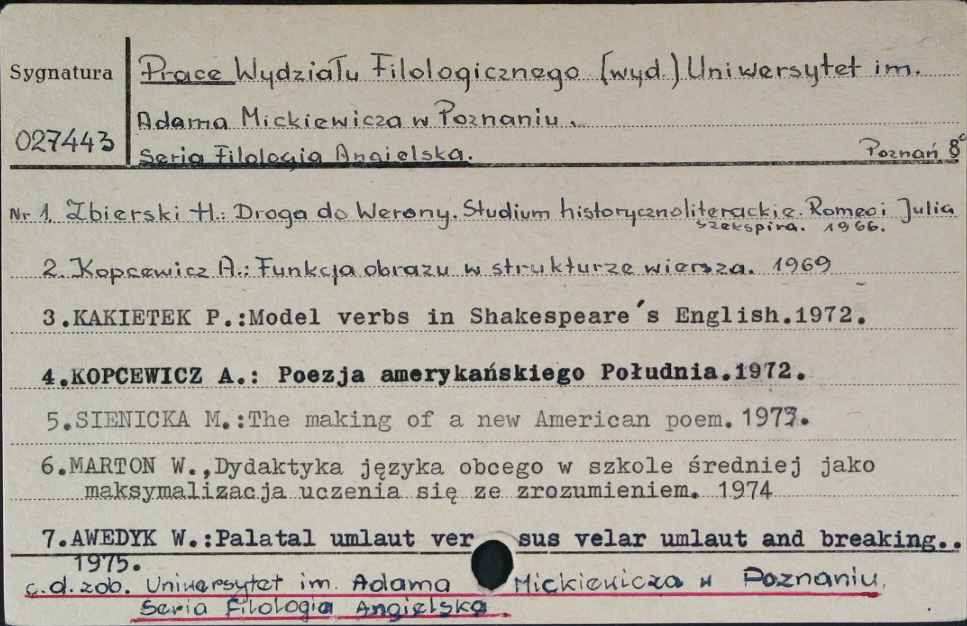 Sygnatura
Prace Wydziału Filologicznego (wyd.) Uniwersytet im.
Adama Mickiewicza w Poznaniu.
027443
Seria Filologia Angielska. Poznań 8°
Nr 1. Zbierski H.: Droga do Werony. Studium historycznoliterackie. Romeo i Julia
Szekspira. 1966.
2. Kopcewicz A.: Funkcja obrazu w strukturze wiersza. 1969
3.KAKIETEK P.:Model verbs in Shakespeare´s English.1972.
4.KOPCEWICZ A.: Poezja amerykańskiego Południa.1972.
5.SIENICKA M.:The making of a new American poem. 1973.
6.MARTON W.,Dydaktyka języka obcego w szkole średniej jako
maksymalizacja uczenia się ze zrozumieniem. 1974
7.AWEDYK W.:Palatal umlaut ver sus velar umlaut and breaking..
1975.
c.d. zob. Uniwersytet im. Adama Mickiewicza w Poznaniu.
Seria Filologia Angielska.